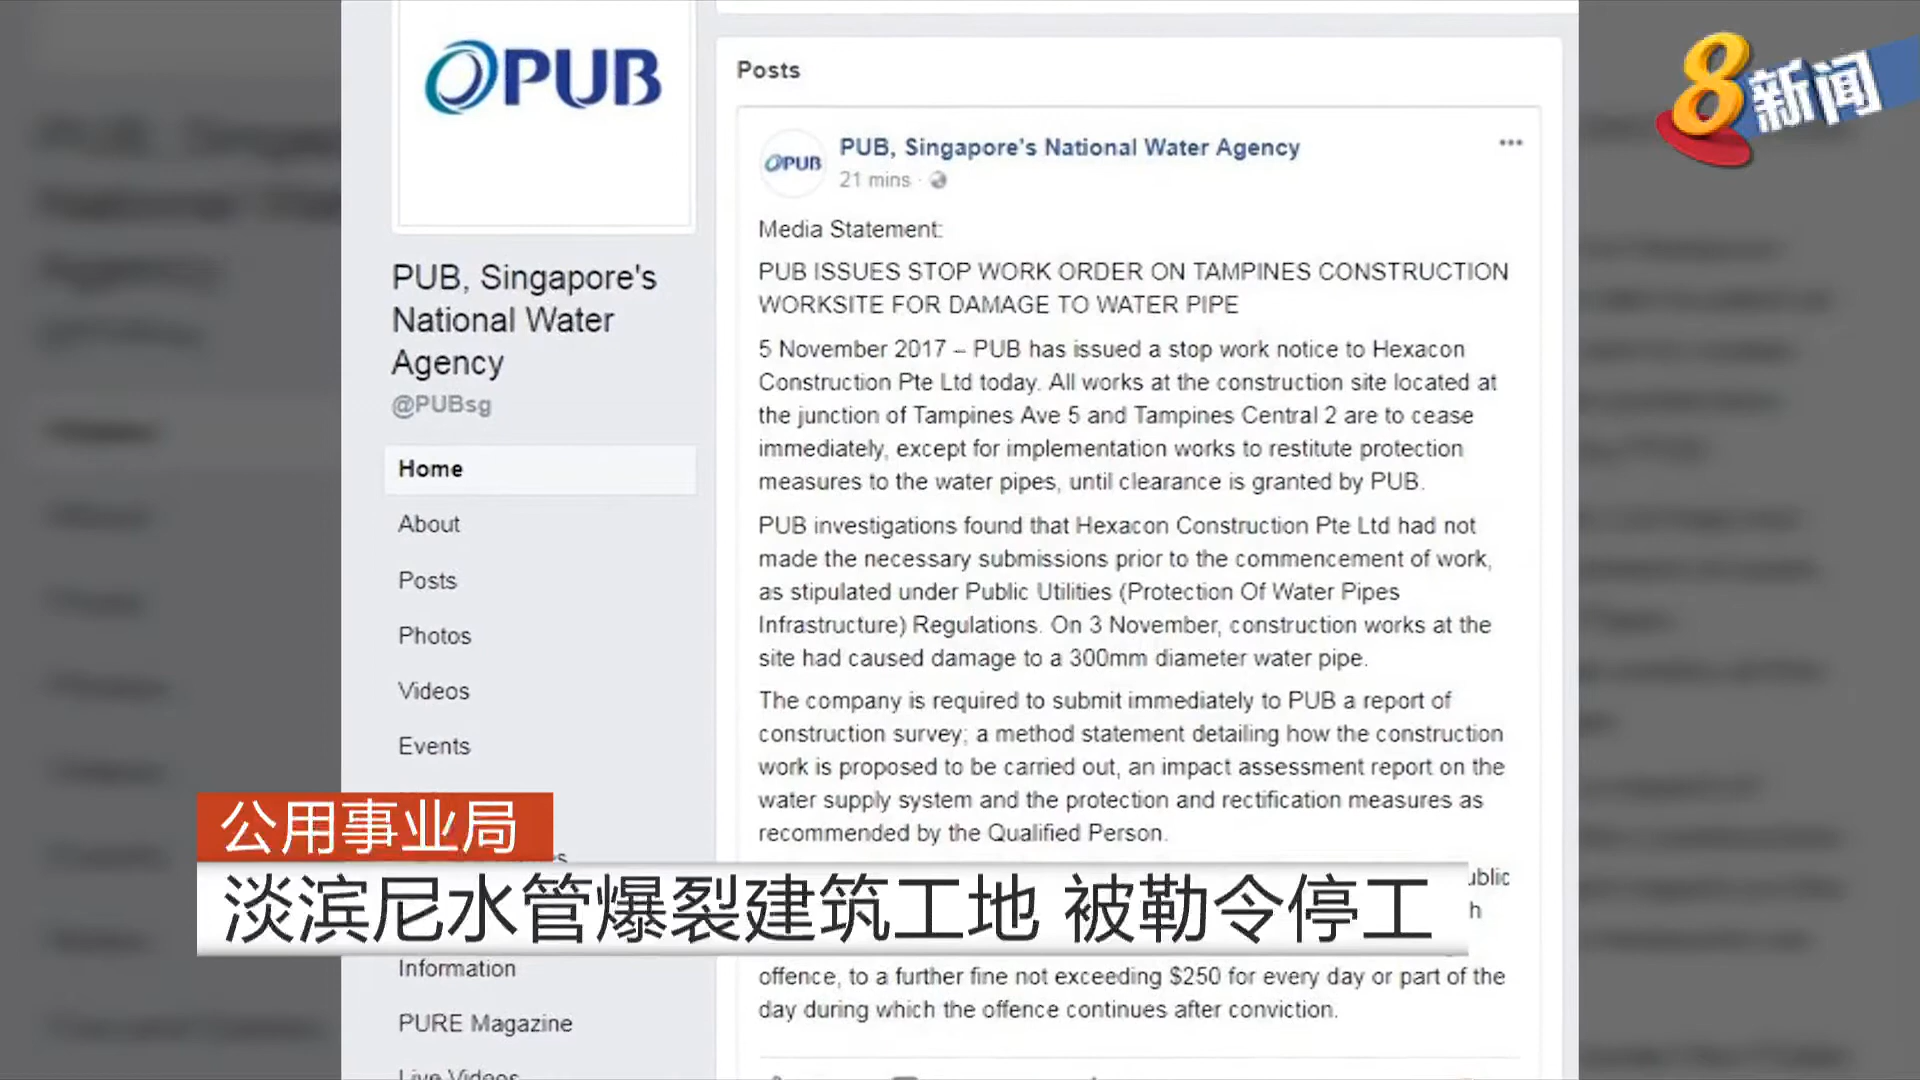 PUB
8新闻
Posts
PUB
PUB, Singapore's National Water Agency
21 mins
Media Statement:
PUB ISSUES STOP WORK ORDER ON TAMPINES CONSTRUCTION
WORKSITE FOR DAMAGE TO WATER PIPE
5 November 2017 – PUB has issued a stop work notice to Hexacon
Construction Pte Ltd today. All works at the construction site located at
the junction of Tampines Ave 5 and Tampines Central 2 are to cease
immediately, except for implementation works to restitute protection
measures to the water pipes, until clearance is granted by PUB.
PUB investigations found that Hexacon Construction Pte Ltd had not
made the necessary submissions prior to the commencement of work,
as stipulated under Public Utilities (Protection Of Water Pipes
Infrastructure) Regulations. On 3 November, construction works at the
site had caused damage to a 300mm diameter water pipe.
The company is required to submit immediately to PUB a report of
construction survey; a method statement detailing how the construction
work is proposed to be carried out, an impact assessment report on the
water supply system and the protection and rectification measures as
recommended by the Qualified Person.
offence, to a further fine not exceeding $250 for every day or part of the
day during which the offence continues after conviction.
PUB, Singapore's
National Water
Agency
@PUBsg
Home
About
Posts
Photos
Videos
Events
Information
PURE Magazine
Live Videos
公用事业局
淡滨尼水管爆裂建筑工地 被勒令停工